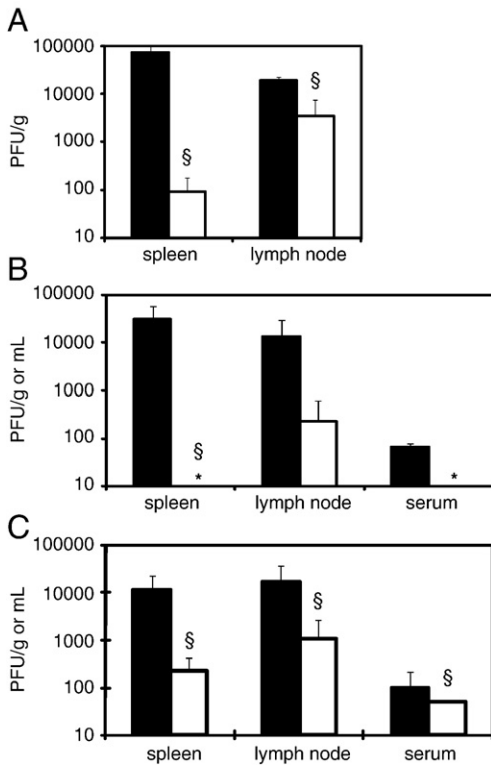 A
100000
10000
1000
100
10
PFU/g
§
§
spleen
lymph node
B
100000
10000
1000
100
10
PFU/g or mL
§
*
*
spleen
lymph node
serum
C
100000
10000
1000
100
10
PFU/g or mL
§
§
§
spleen
lymph node
serum